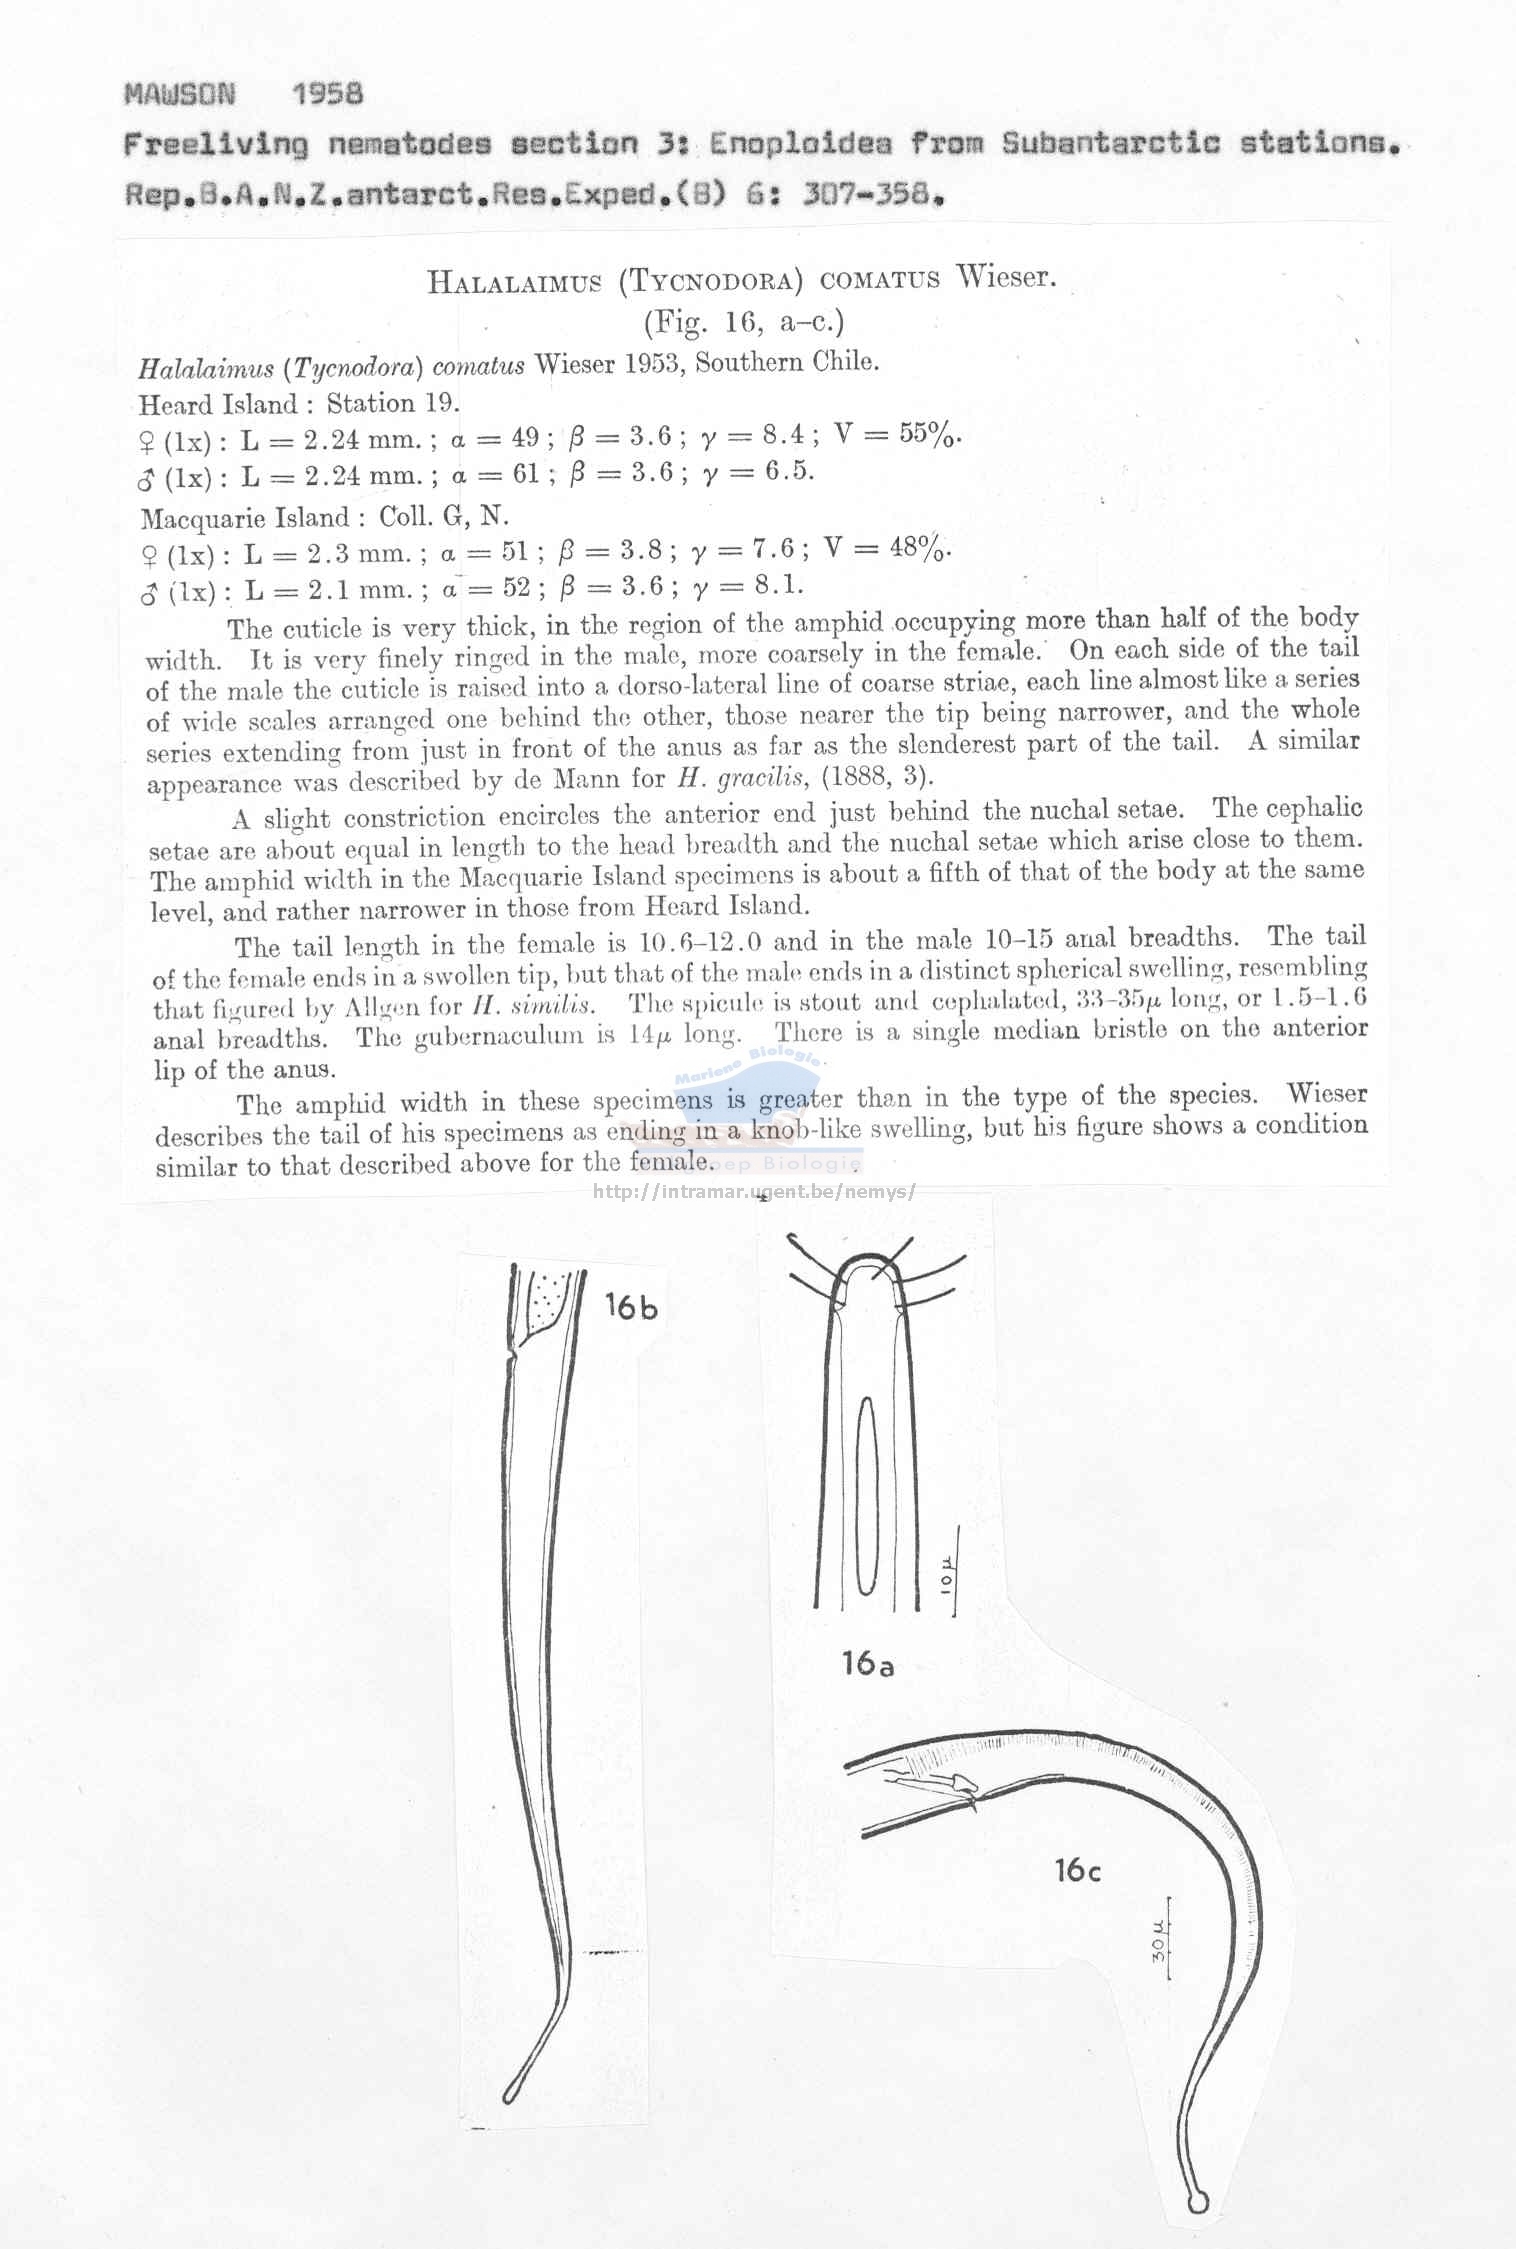 MAWSON 1958
Freeliving nematodes section 3: Enoploidea from Subantarctic stations.
Rep.B.A.N.Z.antarct.Res.Exped.(B) 6: 307-358.
HALALAIMUS (TYCNODORA) COMATUS Wieser.
(Fig. 16, a–c.)
Halalaimus (Tycnodora) comatus Wieser 1953, Southern Chile.
Heard Island : Station 19.
♀ (1x) : L = 2.24 mm. ; α = 49 ; β = 3.6 ; γ = 8.4 ; V = 55%.
♂ (1x) : L = 2.24 mm. ; α = 61 ; β = 3.6 ; γ = 6.5.
Macquarie Island : Coll. G, N.
♀ (1x) : L = 2.3 mm. ; α = 51 ; β = 3.8 ; γ = 7.6 ; V = 48%.
♂ (1x) : L = 2.1 mm. ; α = 52 ; β = 3.6 ; γ = 8.1.
The cuticle is very thick, in the region of the amphid occupying more than half of the body
width. It is very finely ringed in the male, more coarsely in the female. On each side of the tail
of the male the cuticle is raised into a dorso-lateral line of coarse striae, each line almost like a series
of wide scales arranged one behind the other, those nearer the tip being narrower, and the whole
series extending from just in front of the anus as far as the slenderest part of the tail. A similar
appearance was described by de Mann for H. gracilis, (1888, 3).
A slight constriction encircles the anterior end just behind the nuchal setae. The cephalic
setae are about equal in length to the head breadth and the nuchal setae which arise close to them.
The amphid width in the Macquarie Island specimens is about a fifth of that of the body at the same
level, and rather narrower in those from Heard Island.
The tail length in the female is 10.6–12.0 and in the male 10–15 anal breadths. The tail
of the female ends in a swollen tip, but that of the male ends in a distinct spherical swelling, resembling
that figured by Allgen for H. similis. The spicule is stout and cephalated, 33–35μ long, or 1.5–1.6
anal breadths. The gubernaculum is 14μ long. There is a single median bristle on the anterior
lip of the anus.
The amphid width in these specimens is greater than in the type of the species. Wieser
describes the tail of his specimens as ending in a knob-like swelling, but his figure shows a condition
similar to that described above for the female.
Mariene Biologie
Biologie
http://intramar.ugent.be/nemys/
16b
10μ
16a
16c
30μ